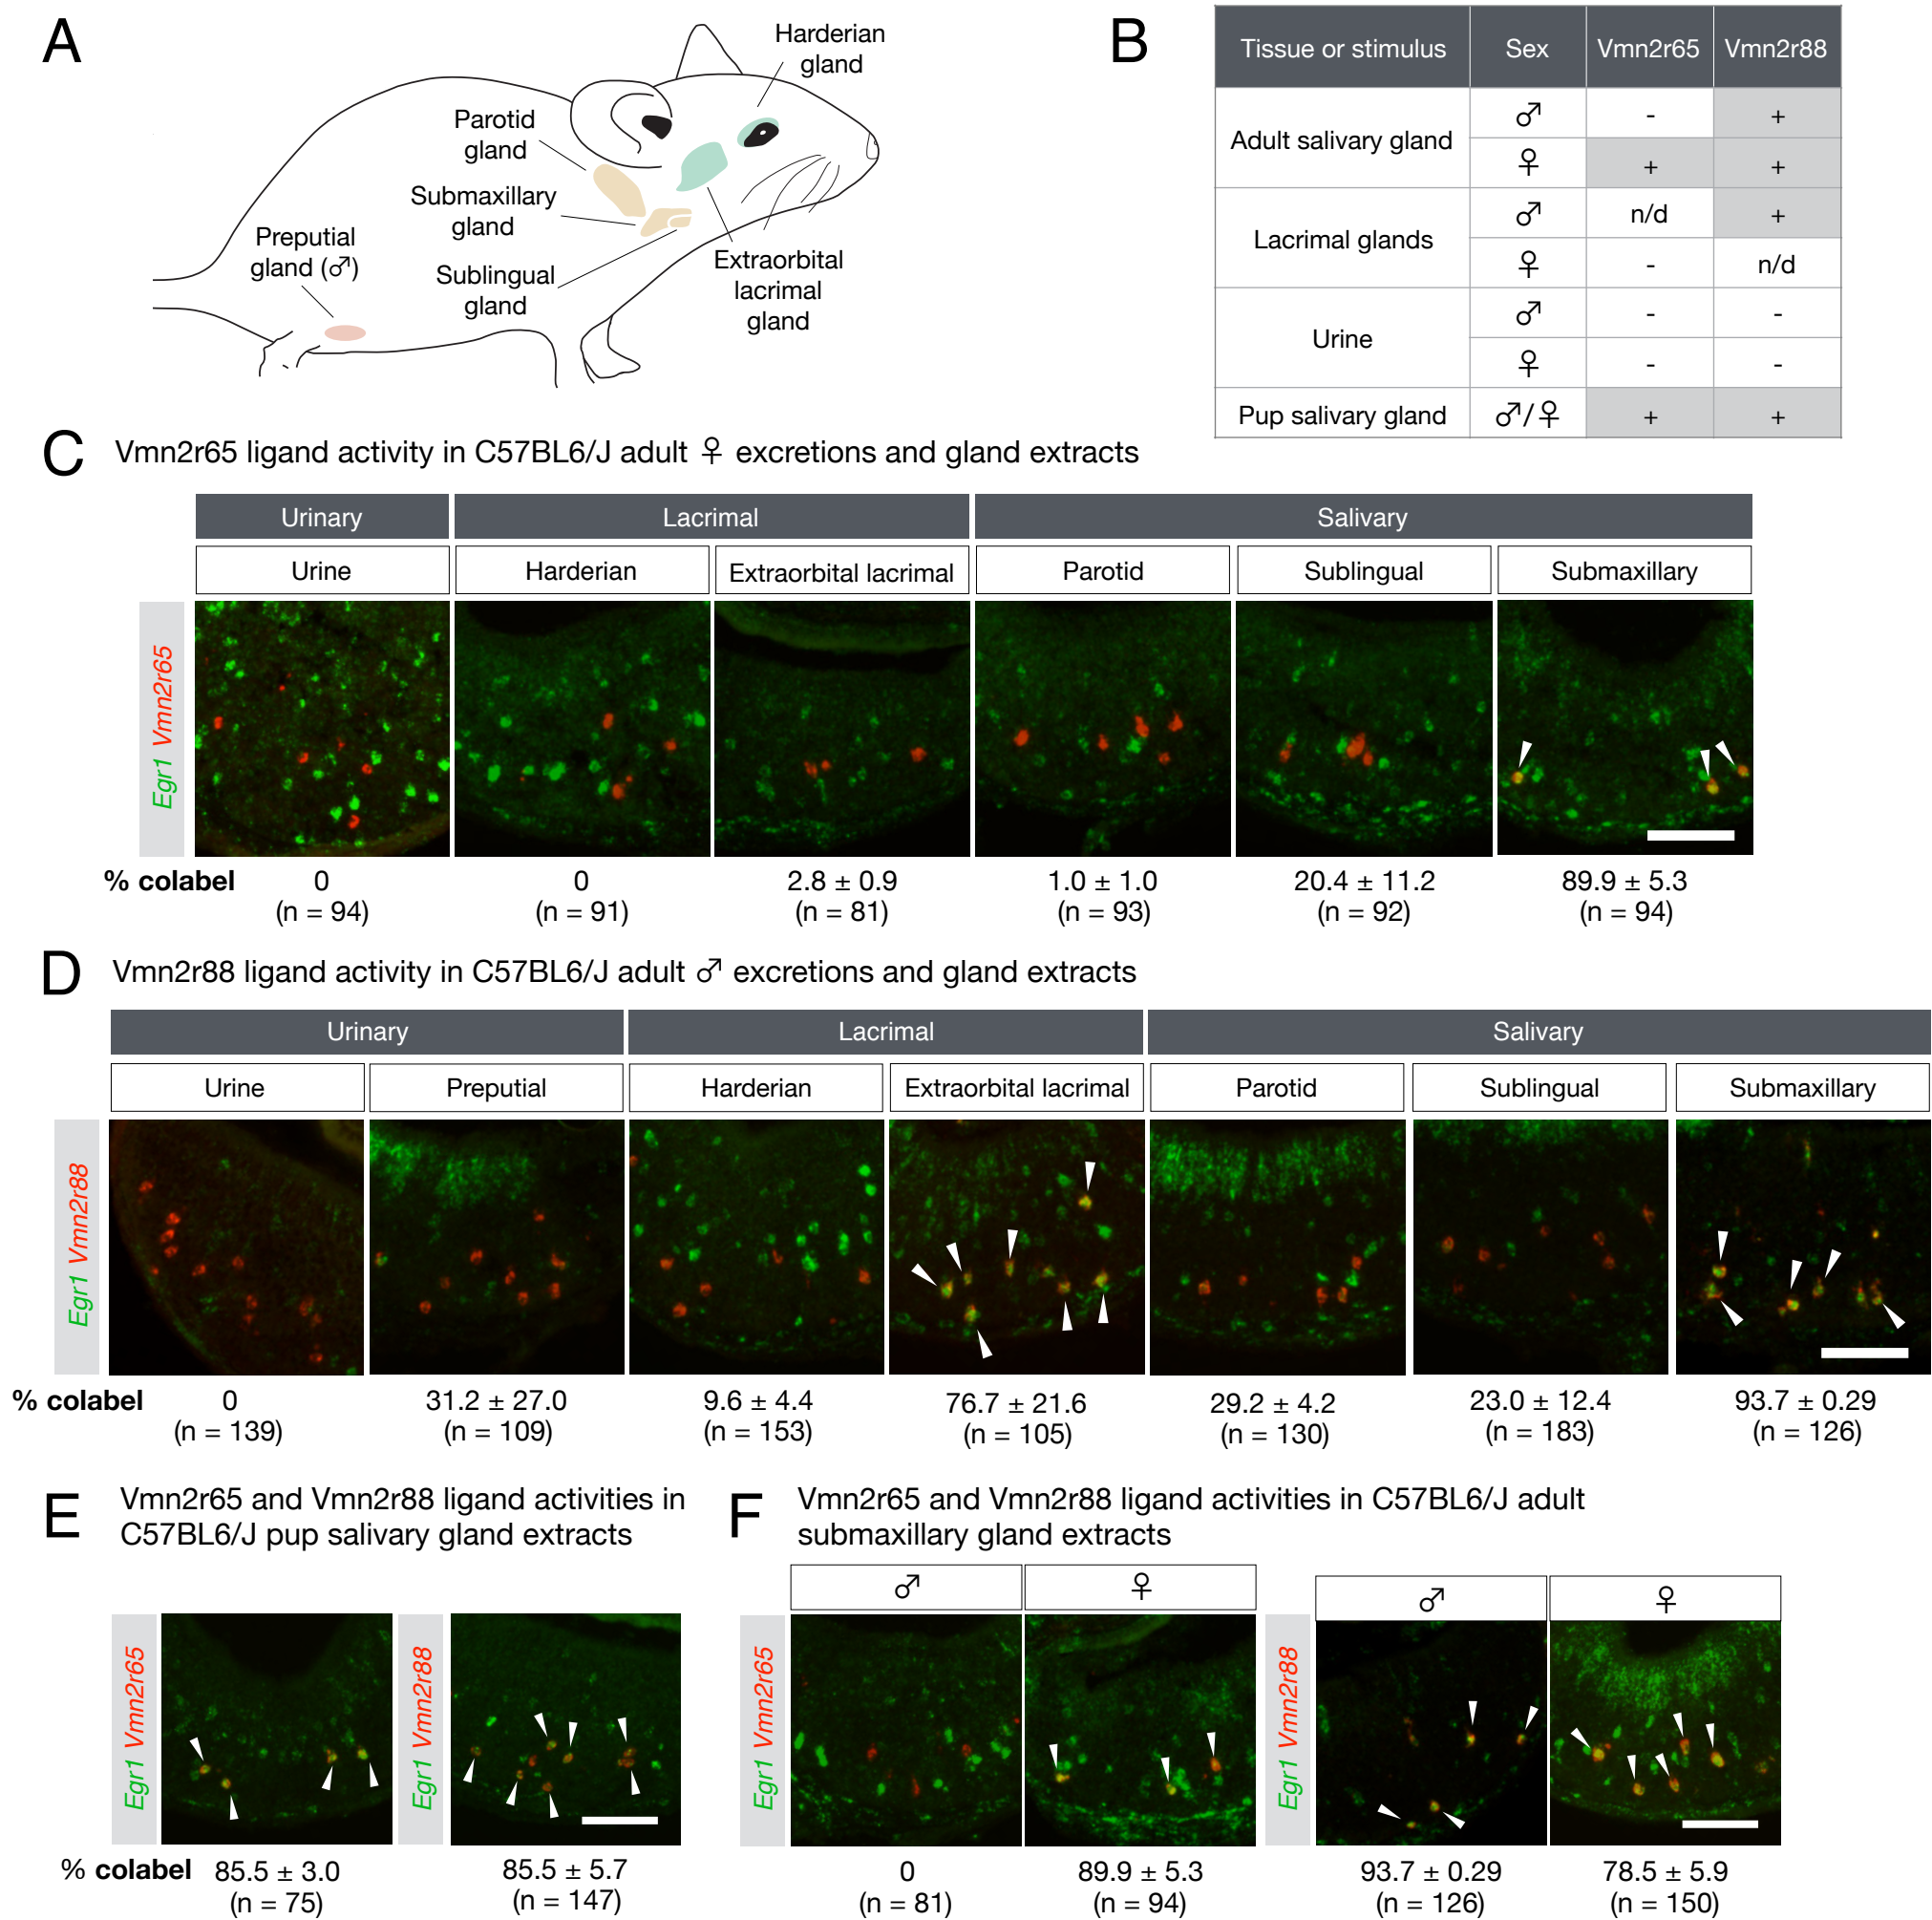 A
Harderian
gland
Parotid
gland
Submaxillary
gland
Preputial
gland (♂)
Sublingual
gland
Extraorbital
lacrimal
gland
B
Tissue or stimulus Sex Vmn2r65 Vmn2r88
Adult salivary gland ♂ - +
♀ + +
Lacrimal glands ♂ n/d +
♀ - n/d
Urine ♂ - -
♀ - -
Pup salivary gland ♂/♀ + +
C Vmn2r65 ligand activity in C57BL6/J adult ♀ excretions and gland extracts
Urinary Lacrimal Salivary
Urine Harderian Extraorbital lacrimal Parotid Sublingual Submaxillary
Egr1 Vmn2r65
% colabel 0 0 2.8 ± 0.9 1.0 ± 1.0 20.4 ± 11.2 89.9 ± 5.3
(n = 94) (n = 91) (n = 81) (n = 93) (n = 92) (n = 94)
D Vmn2r88 ligand activity in C57BL6/J adult ♂ excretions and gland extracts
Urinary Lacrimal Salivary
Urine Preputial Harderian Extraorbital lacrimal Parotid Sublingual Submaxillary
Egr1 Vmn2r88
% colabel 0 31.2 ± 27.0 9.6 ± 4.4 76.7 ± 21.6 29.2 ± 4.2 23.0 ± 12.4 93.7 ± 0.29
(n = 139) (n = 109) (n = 153) (n = 105) (n = 130) (n = 183) (n = 126)
E Vmn2r65 and Vmn2r88 ligand activities in
C57BL6/J pup salivary gland extracts
Egr1 Vmn2r65
Egr1 Vmn2r88
% colabel 85.5 ± 3.0 85.5 ± 5.7
(n = 75) (n = 147)
F Vmn2r65 and Vmn2r88 ligand activities in C57BL6/J adult
submaxillary gland extracts
♂ ♀ ♂ ♀
Egr1 Vmn2r65
Egr1 Vmn2r88
0 89.9 ± 5.3 93.7 ± 0.29 78.5 ± 5.9
(n = 81) (n = 94) (n = 126) (n = 150)